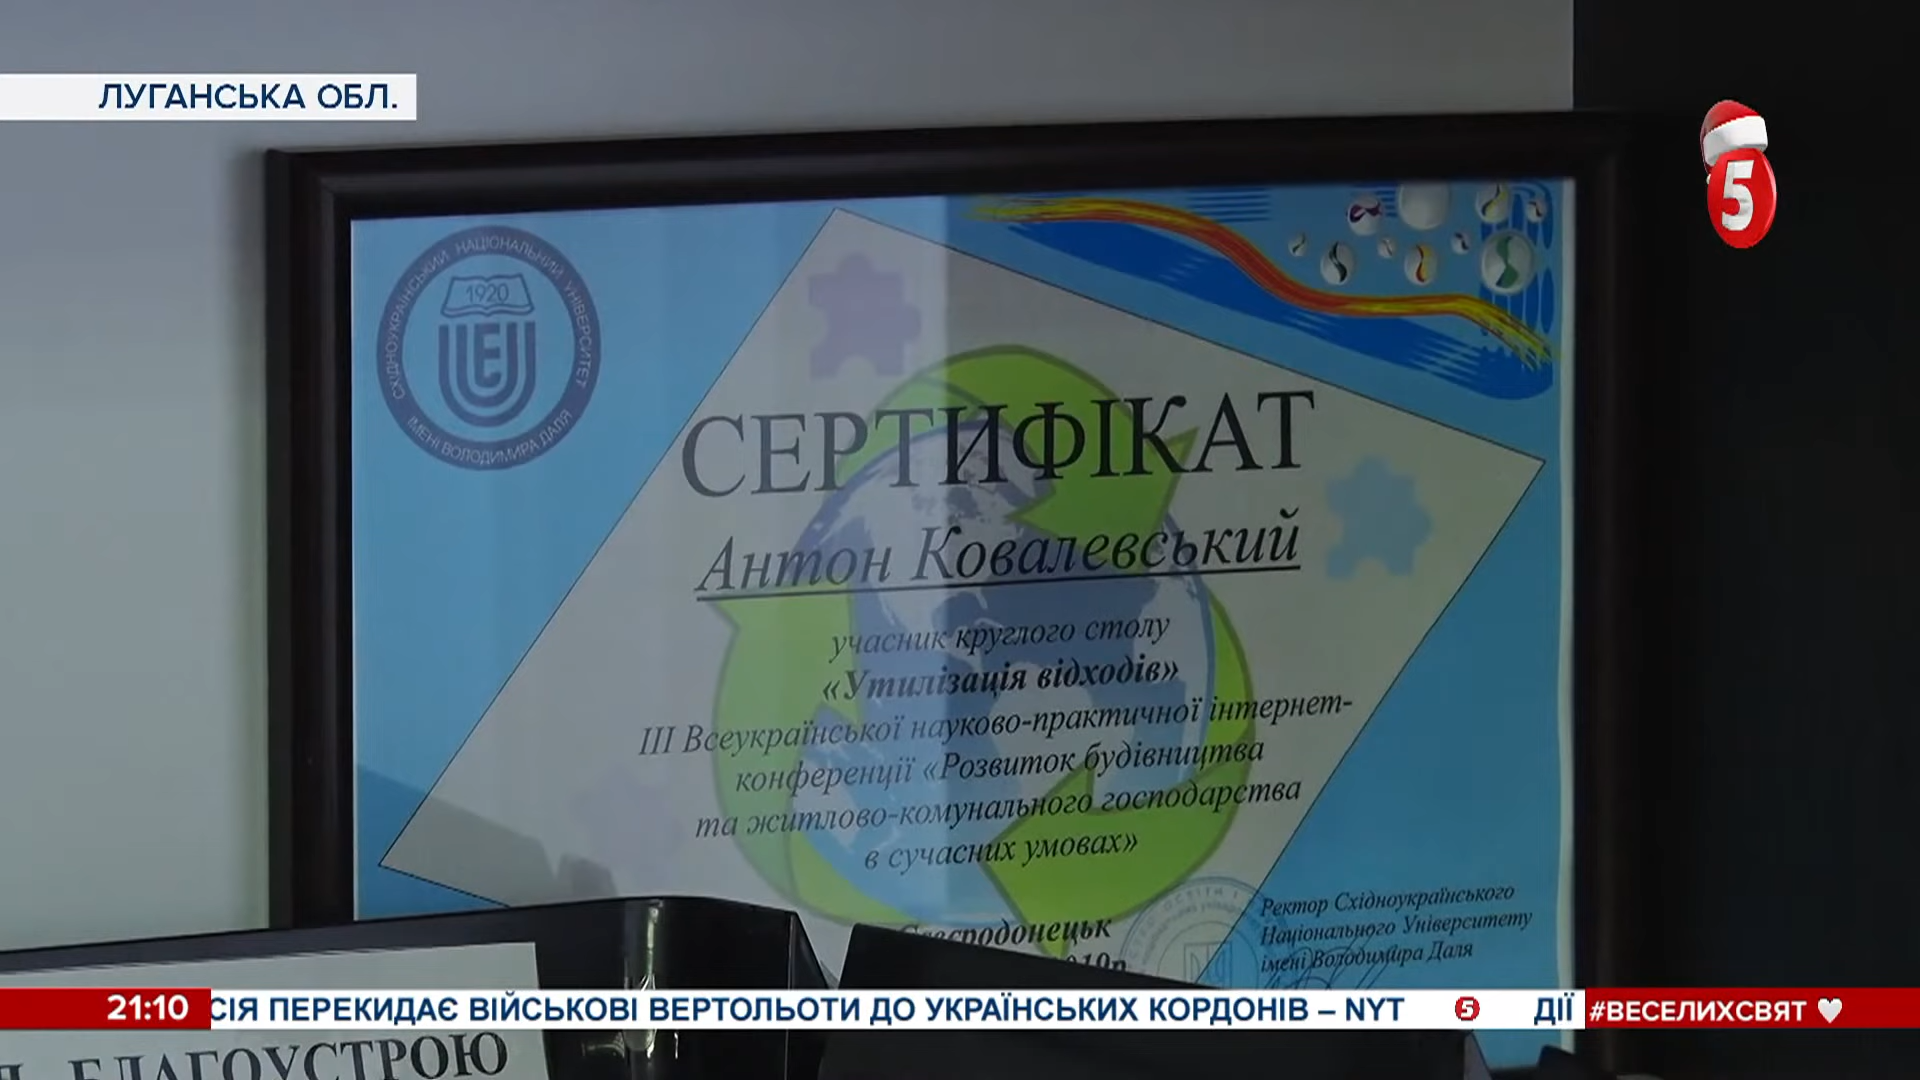 ЛУГАНСЬКА ОБЛ.
5
СХІДНОУКРАЇНСЬКИЙ НАЦІОНАЛЬНИЙ УНІВЕРСИТЕТ
ІМЕНІ ВОЛОДИМИРА ДАЛЯ
1920
СЕРТИФІКАТ
Антон Ковалевський
учасник круглого столу
«Утилізація відходів»
ІІІ Всеукраїнської науково-практичної інтернет-
конференції «Розвиток будівництва
та житлово-комунального господарства
в сучасних умовах»
Ректор Східноукраїнського
Національного Університету
імені Володимира Даля
21:10 СІЯ ПЕРЕКИДАЄ ВІЙСЬКОВІ ВЕРТОЛЬОТИ ДО УКРАЇНСЬКИХ КОРДОНІВ – NYT 5 ДІЇ #ВЕСЕЛИХСВЯТ
БЛАГОУСТРОЮ